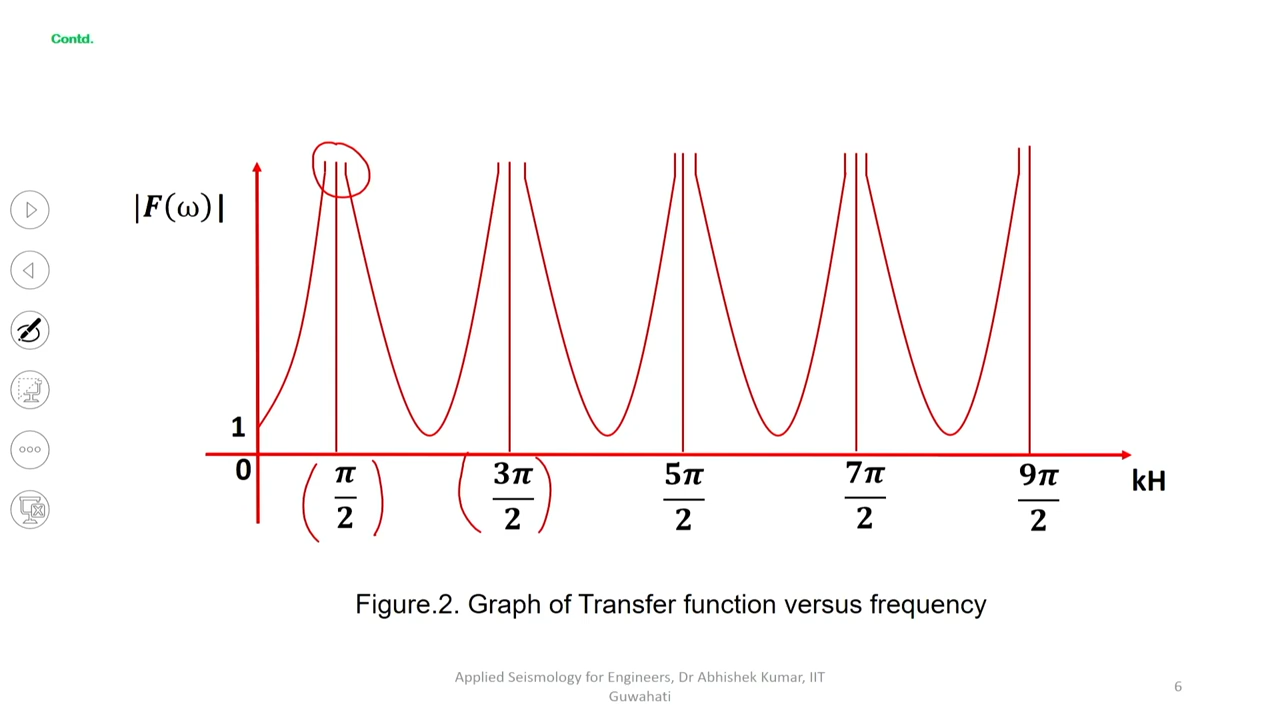 Contd.
|F(ω)|
1
0
π/2
3π/2
5π/2
7π/2
9π/2
kH
Figure.2. Graph of Transfer function versus frequency
Applied Seismology for Engineers, Dr Abhishek Kumar, IIT
Guwahati
6